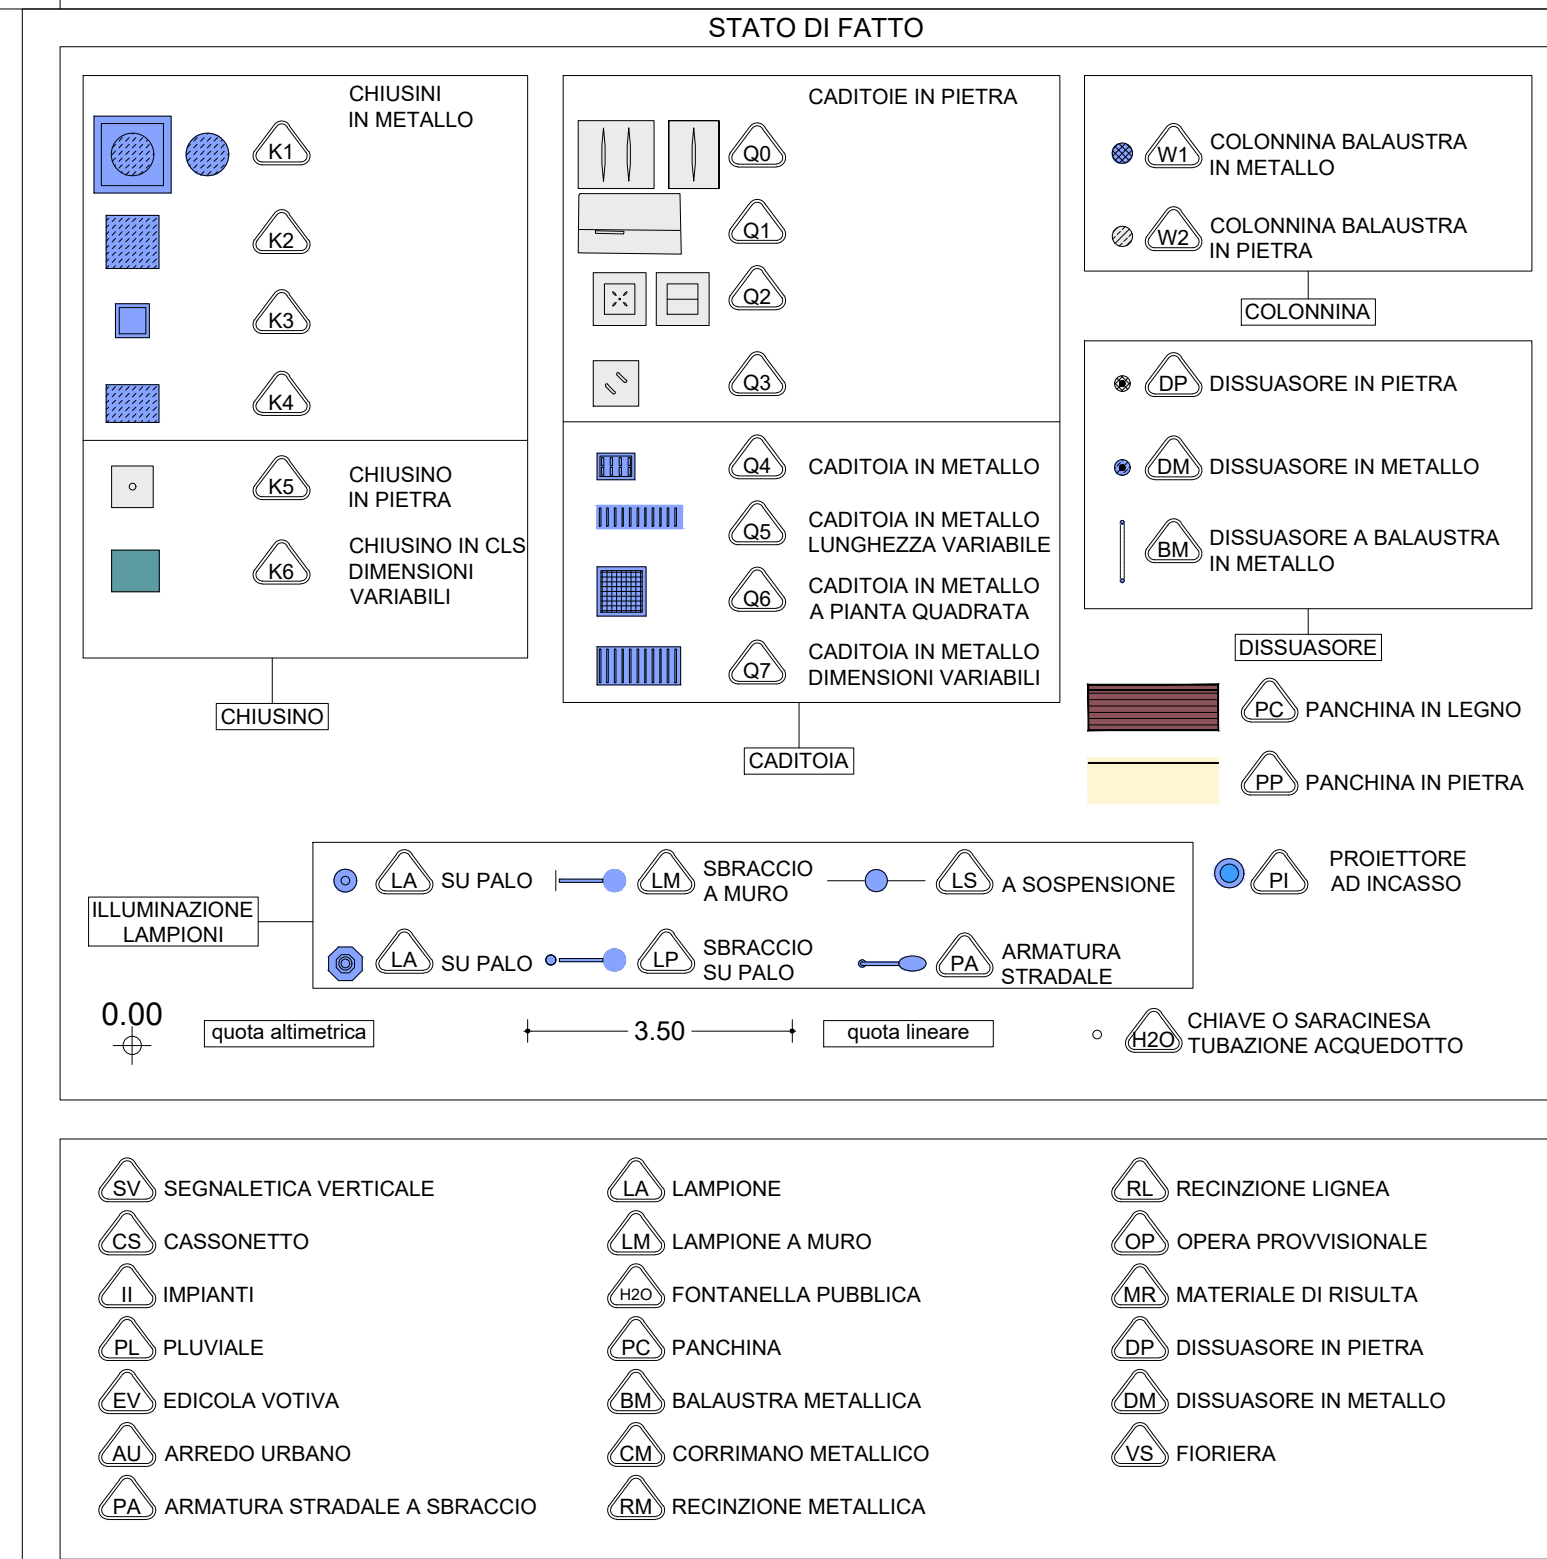 STATO DI FATTO
CHIUSINI
IN METALLO
K1
K2
K3
K4
K5
CHIUSINO
IN PIETRA
K6
CHIUSINO IN CLS
DIMENSIONI
VARIABILI
CHIUSINO
CADITOIE IN PIETRA
Q0
Q1
Q2
Q3
Q4
CADITOIA IN METALLO
Q5
CADITOIA IN METALLO
LUNGHEZZA VARIABILE
Q6
CADITOIA IN METALLO
A PIANTA QUADRATA
Q7
CADITOIA IN METALLO
DIMENSIONI VARIABILI
CADITOIA
W1
COLONNINA BALAUSTRA
IN METALLO
W2
COLONNINA BALAUSTRA
IN PIETRA
COLONNINA
DP
DISSUASORE IN PIETRA
DM
DISSUASORE IN METALLO
BM
DISSUASORE A BALAUSTRA
IN METALLO
DISSUASORE
PC
PANCHINA IN LEGNO
PP
PANCHINA IN PIETRA
ILLUMINAZIONE
LAMPIONI
LA
SU PALO
LM
SBRACCIO
A MURO
LS
A SOSPENSIONE
LA
SU PALO
LP
SBRACCIO
SU PALO
PA
ARMATURA
STRADALE
PI
PROIETTORE
AD INCASSO
0.00
quota altimetrica
3.50
quota lineare
H2O
CHIAVE O SARACINESA
TUBAZIONE ACQUEDOTTO
SV SEGNALETICA VERTICALE
CS CASSONETTO
II IMPIANTI
PL PLUVIALE
EV EDICOLA VOTIVA
AU ARREDO URBANO
PA ARMATURA STRADALE A SBRACCIO
LA LAMPIONE
LM LAMPIONE A MURO
H2O FONTANELLA PUBBLICA
PC PANCHINA
BM BALAUSTRA METALLICA
CM CORRIMANO METALLICO
RM RECINZIONE METALLICA
RL RECINZIONE LIGNEA
OP OPERA PROVVISIONALE
MR MATERIALE DI RISULTA
DP DISSUASORE IN PIETRA
DM DISSUASORE IN METALLO
VS FIORIERA